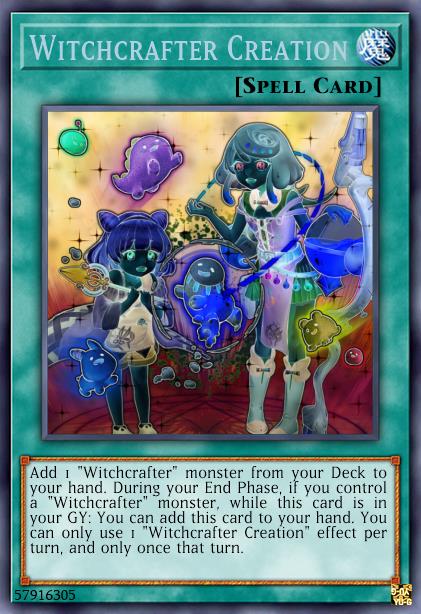 Witchcrafter Creation
魔
[Spell Card]
Add 1 "Witchcrafter" monster from your Deck to
your hand. During your End Phase, if you control
a "Witchcrafter" monster, while this card is in
your GY: You can add this card to your hand. You
can only use 1 "Witchcrafter Creation" effect per
turn, and only once that turn.
57916305